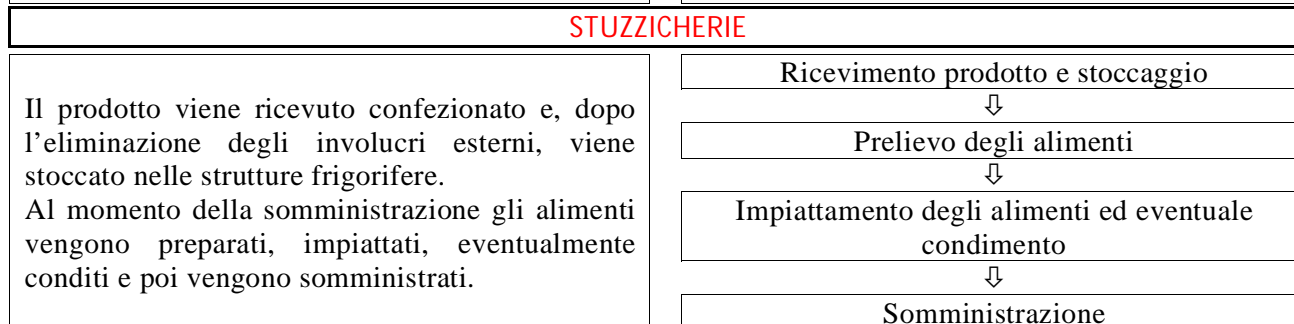 STUZZICHERIE
Il prodotto viene ricevuto confezionato e, dopo
l’eliminazione degli involucri esterni, viene
stoccato nelle strutture frigorifere.
Al momento della somministrazione gli alimenti
vengono preparati, impiattati, eventualmente
conditi e poi vengono somministrati.
Ricevimento prodotto e stoccaggio
⇩
Prelievo degli alimenti
⇩
Impiattamento degli alimenti ed eventuale
condimento
⇩
Somministrazione